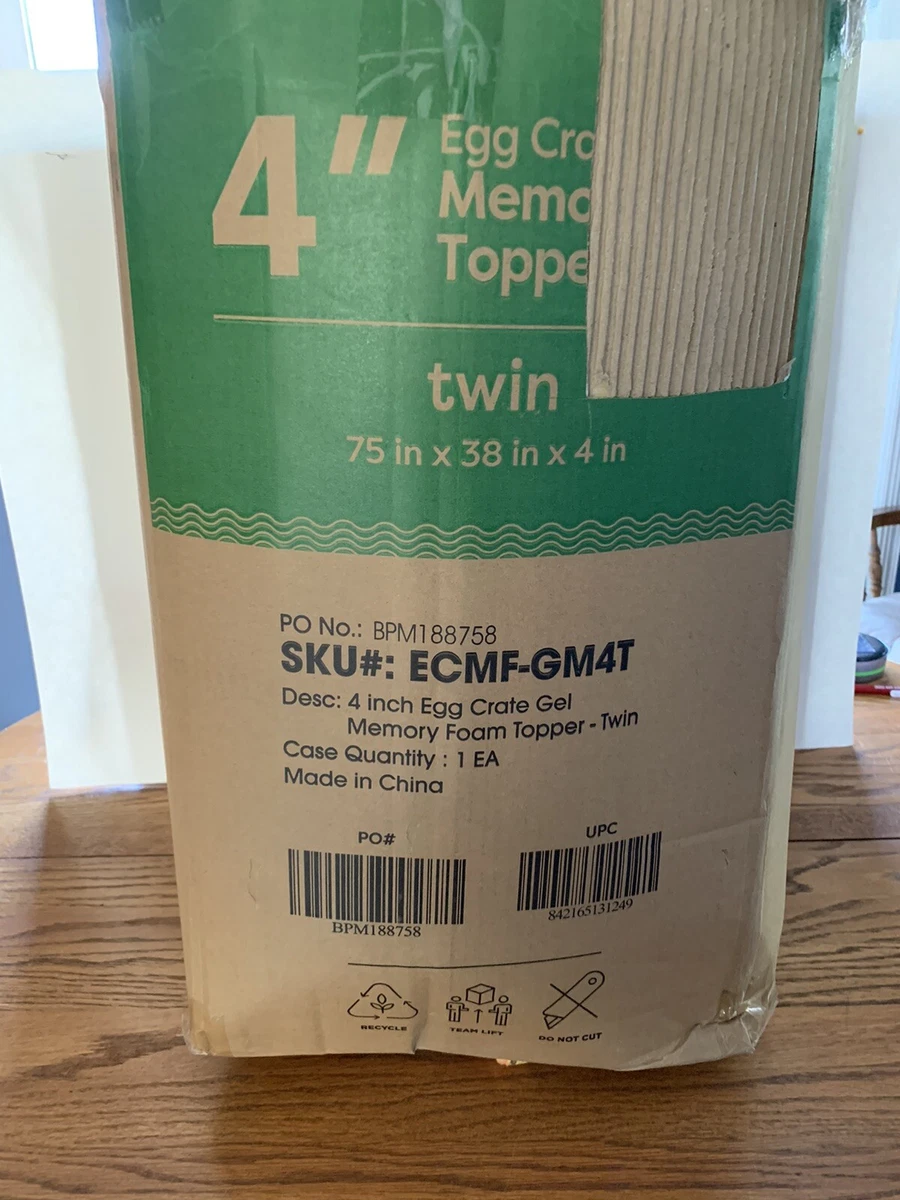 4"
Egg Cra
Memo
Toppe
twin
75 in x 38 in x 4 in
PO No.: BPM188758
SKU#: ECMF-GM4T
Desc: 4 inch Egg Crate Gel
Memory Foam Topper - Twin
Case Quantity : 1 EA
Made in China
PO#
BPM188758
UPC
842165131249
RECYCLE
TEAM LIFT
DO NOT CUT